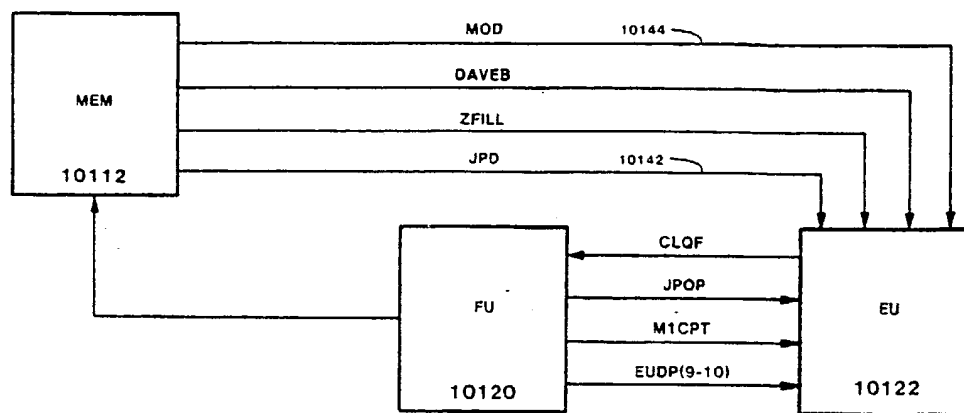 MOD
10144
DAVEB
MEM
ZFILL
JPD
10142
10112
CLQF
JPOP
FU
EU
M1CPT
EUDP(9-10)
10120
10122